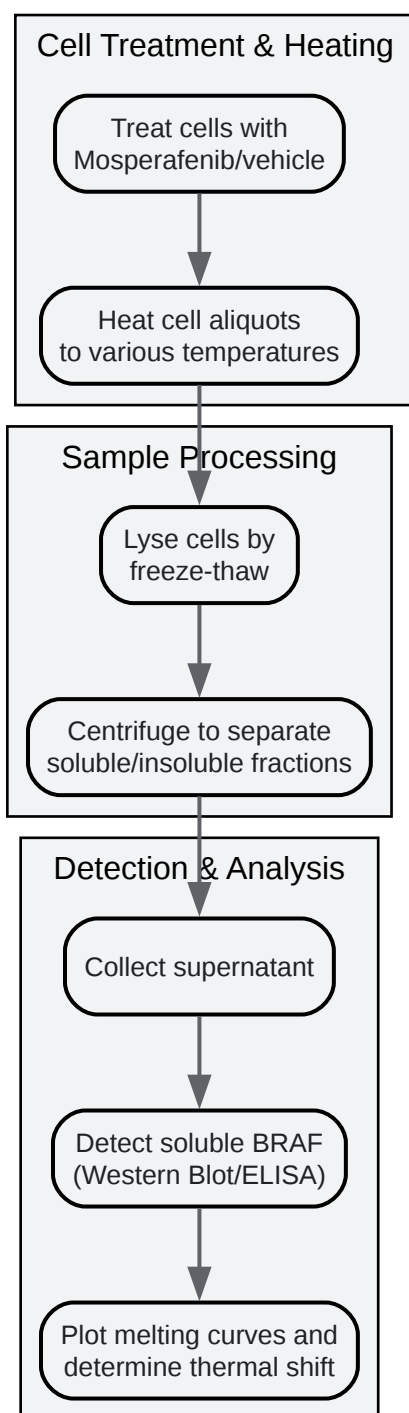 Cell Treatment & Heating
Treat cells with
Mosperafenib/vehicle
Heat cell aliquots
to various temperatures
Sample Processing
Lyse cells by
freeze-thaw
Centrifuge to separate
soluble/insoluble fractions
Detection & Analysis
Collect supernatant
Detect soluble BRAF
(Western Blot/ELISA)
Plot melting curves and
determine thermal shift